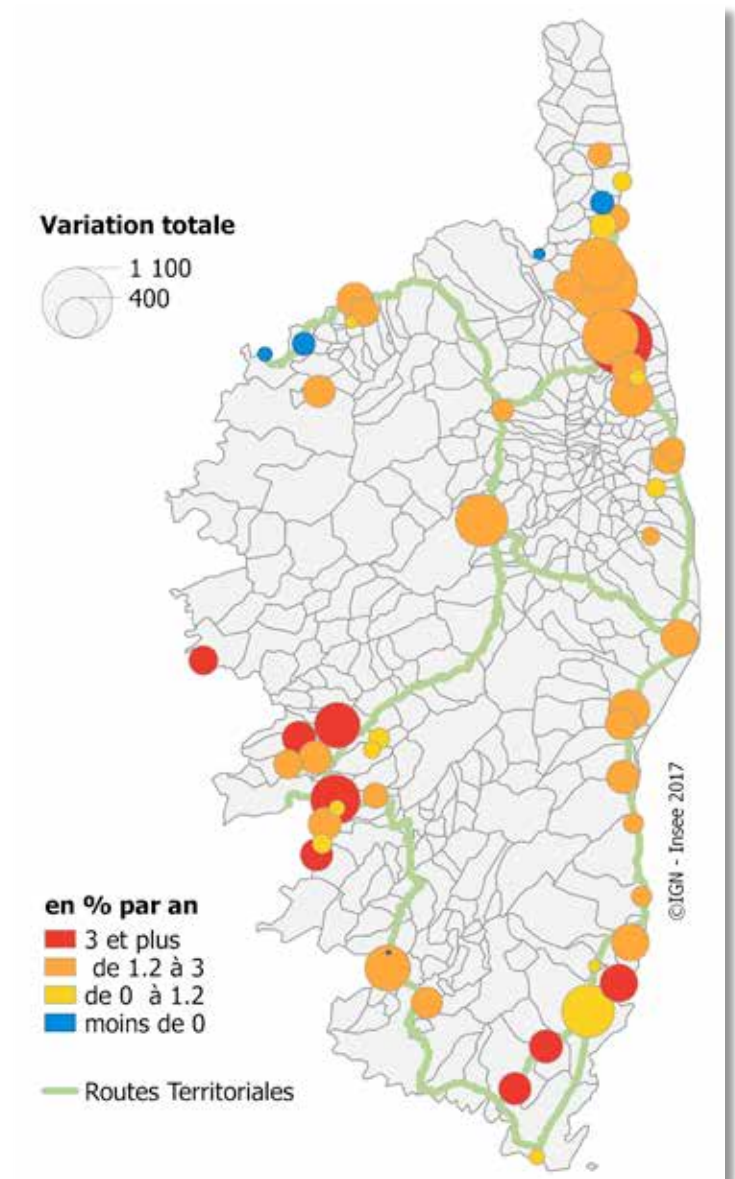 Variation totale
1 100
400
©IGN - Insee 2017
en % par an
3 et plus
de 1.2 à 3
de 0 à 1.2
moins de 0
Routes Territoriales